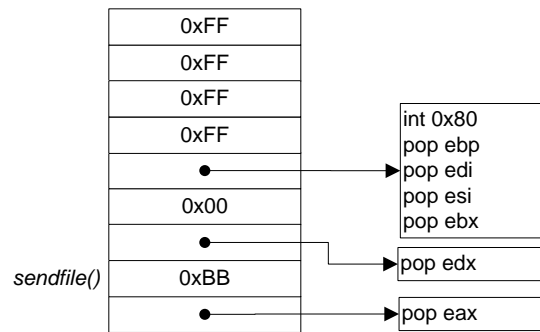 0xFF
0xFF
0xFF
0xFF
int 0x80
pop ebp
pop edi
pop esi
pop ebx
0x00
pop edx
sendfile()
0xBB
pop eax